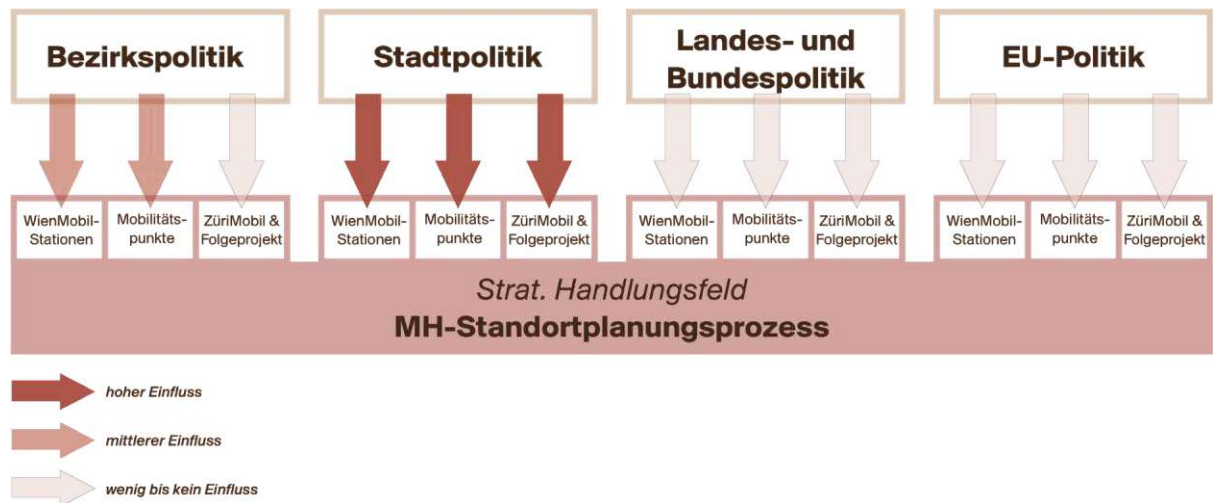 Bezirkspolitik
Stadtpolitik
Landes- und
Bundespolitik
EU-Politik
WienMobil-
Stationen
Mobilitäts-
punkte
ZüriMobil &
Folgeprojekt
WienMobil-
Stationen
Mobilitäts-
punkte
ZüriMobil &
Folgeprojekt
WienMobil-
Stationen
Mobilitäts-
punkte
ZüriMobil &
Folgeprojekt
WienMobil-
Stationen
Mobilitäts-
punkte
ZüriMobil &
Folgeprojekt
Strat. Handlungsfeld
MH-Standortplanungsprozess
hoher Einfluss
mittlerer Einfluss
wenig bis kein Einfluss